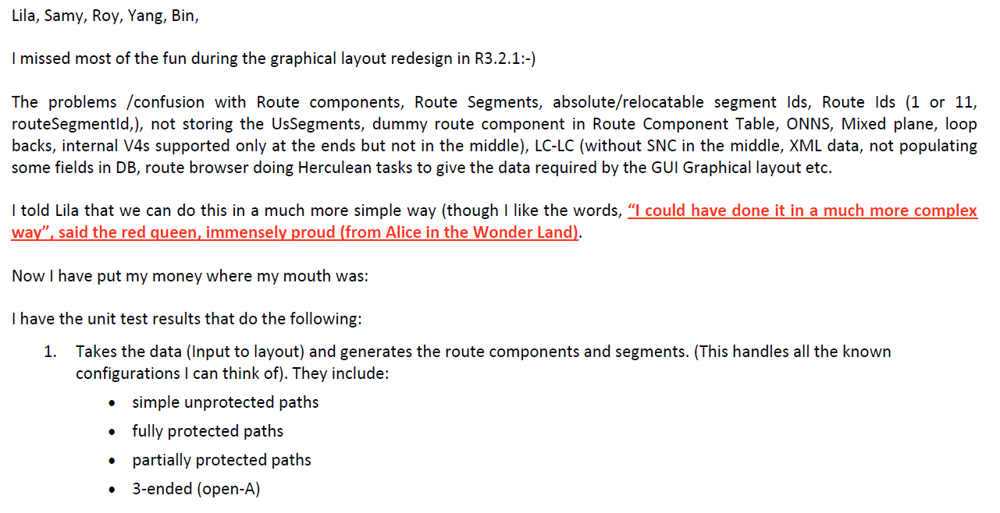 Lila, Samy, Roy, Yang, Bin,
I missed most of the fun during the graphical layout redesign in R3.2.1:-)
The problems /confusion with Route components, Route Segments, absolute/relocatable segment Ids, Route Ids (1 or 11,
routeSegmentId,), not storing the UsSegments, dummy route component in Route Component Table, ONNS, Mixed plane, loop
backs, internal V4s supported only at the ends but not in the middle), LC-LC (without SNC in the middle, XML data, not populating
some fields in DB, route browser doing Herculean tasks to give the data required by the GUI Graphical layout etc.
I told Lila that we can do this in a much more simple way (though I like the words, “I could have done it in a much more complex
way”, said the red queen, immensely proud (from Alice in the Wonder Land).
Now I have put my money where my mouth was:
I have the unit test results that do the following:
1. Takes the data (Input to layout) and generates the route components and segments. (This handles all the known
configurations I can think of). They include:
• simple unprotected paths
• fully protected paths
• partially protected paths
• 3-ended (open-A)